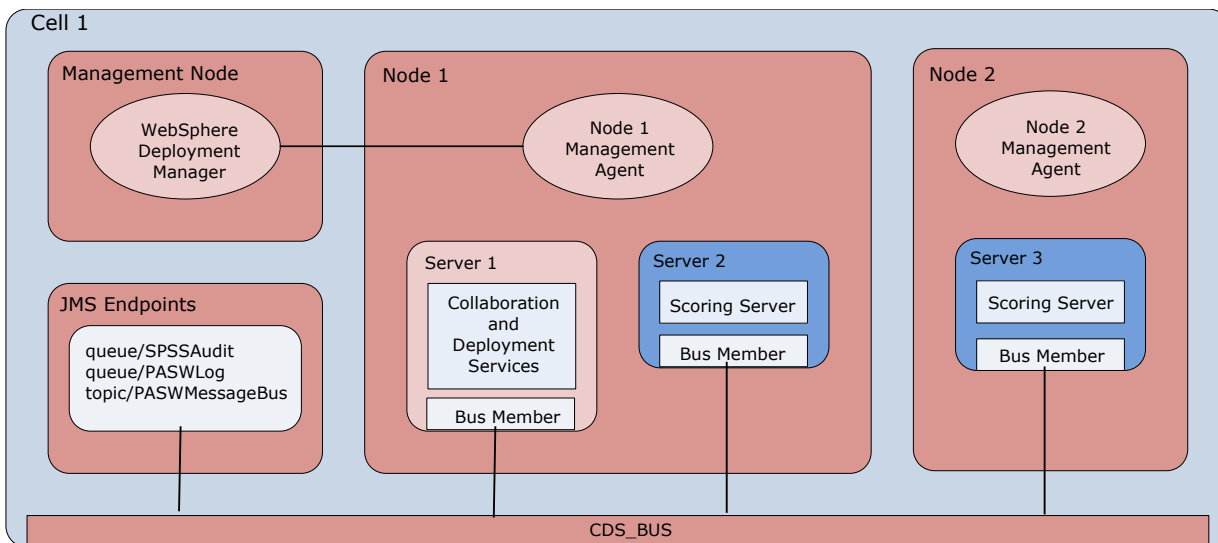 Cell 1
Management Node
WebSphere
Deployment
Manager
Node 1
Node 1
Management
Agent
Node 2
Node 2
Management
Agent
JMS Endpoints
queue/SPSSAudit
queue/PASWLog
topic/PASWMessageBus
Server 1
Collaboration
and
Deployment
Services
Bus Member
Server 2
Scoring Server
Bus Member
Server 3
Scoring Server
Bus Member
CDS_BUS